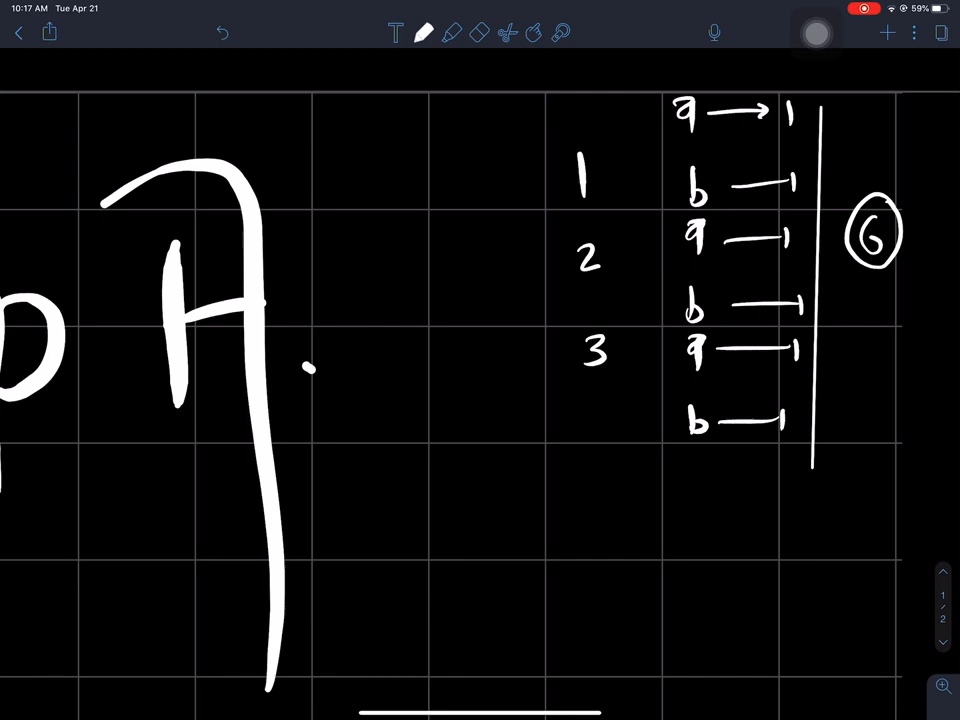 10:17 AM Tue Apr 21
59%
T
DA.
a → 1
1
b — 1
2
a — 1
b — 1
3
a — 1
b — 1
6
1
/
2